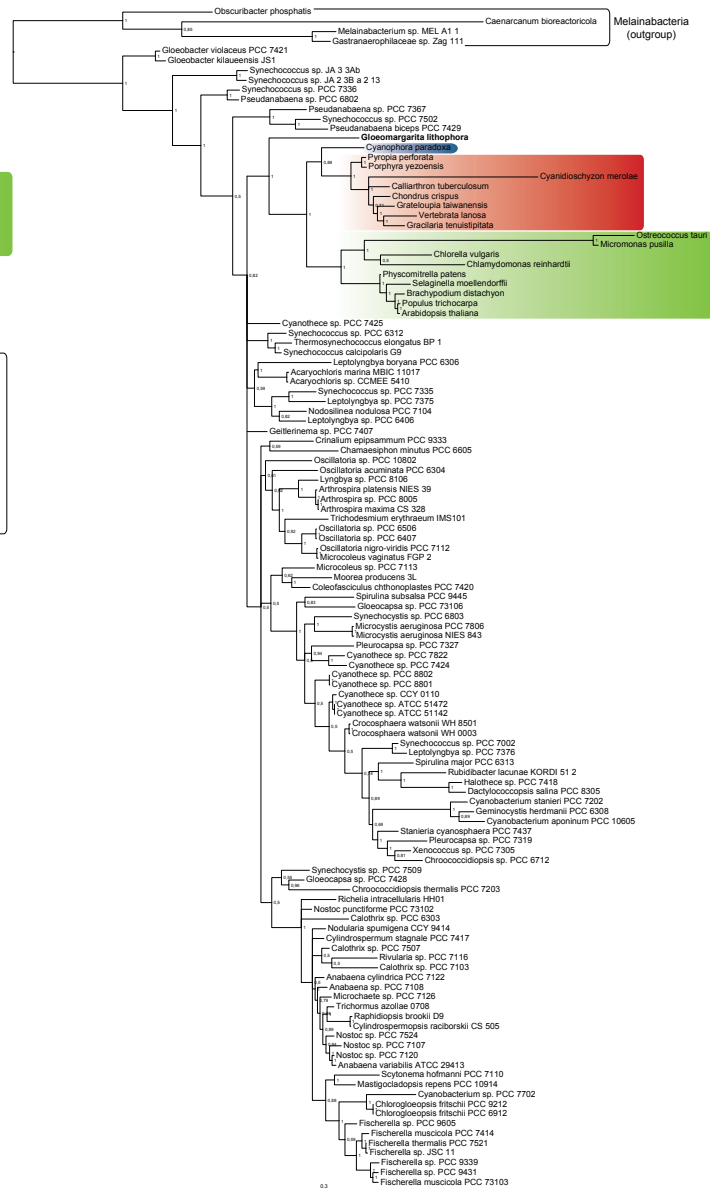 Obscuribacter phosphatis
Caenarcanum bioreactoricola
Melainabacterium sp. MEL A1 1
Gastranaerophilaceae sp. Zag 111
Melainabacteria
(outgroup)
Gloeobacter violaceus PCC 7421
Gloeobacter kilaueensis JS1
Synechococcus sp. JA 3 3Ab
Synechococcus sp. JA 2 3B a 2 13
Synechococcus sp. PCC 7336
Pseudanabaena sp. PCC 6802
Pseudanabaena sp. PCC 7367
Synechococcus sp. PCC 7502
Pseudanabaena biceps PCC 7429
Gloeomargarita lithophora
Cyanophora paradoxa
Pyropia perforata
Porphyra yezoensis
Cyanidioschyzon merolae
Calliarthron tuberculosum
Chondrus crispus
Grateloupia taiwanensis
Vertebrata lanosa
Gracilaria tenuistipitata
Ostreococcus tauri
Micromonas pusilla
Chlorella vulgaris
Chlamydomonas reinhardtii
Physcomitrella patens
Selaginella moellendorffii
Brachypodium distachyon
Populus trichocarpa
Arabidopsis thaliana
Cyanothece sp. PCC 7425
Synechococcus sp. PCC 6312
Thermosynechococcus elongatus BP 1
Synechococcus calcipolaris G9
Leptolyngbya boryana PCC 6306
Acaryochloris marina MBIC 11017
Acaryochloris sp. CCMEE 5410
Synechococcus sp. PCC 7335
Leptolyngbya sp. PCC 7375
Nodosilinea nodulosa PCC 7104
Leptolyngbya sp. PCC 6406
Geitlerinema sp. PCC 7407
Crinalium epipsammum PCC 9333
Chamaesiphon minutus PCC 6605
Oscillatoria sp. PCC 10802
Oscillatoria acuminata PCC 6304
Lyngbya sp. PCC 8106
Arthrospira platensis NIES 39
Arthrospira sp. PCC 8005
Arthrospira maxima CS 328
Trichodesmium erythraeum IMS101
Oscillatoria sp. PCC 6506
Oscillatoria sp. PCC 6407
Oscillatoria nigro-viridis PCC 7112
Microcoleus vaginatus FGP 2
Microcoleus sp. PCC 7113
Moorea producens 3L
Coleofasciculus chthonoplastes PCC 7420
Spirulina subsalsa PCC 9445
Gloeocapsa sp. PCC 73106
Synechocystis sp. PCC 6803
Microcystis aeruginosa PCC 7806
Microcystis aeruginosa NIES 843
Pleurocapsa sp. PCC 7327
Cyanothece sp. PCC 7822
Cyanothece sp. PCC 7424
Cyanothece sp. PCC 8802
Cyanothece sp. PCC 8801
Cyanothece sp. CCY 0110
Cyanothece sp. ATCC 51472
Cyanothece sp. ATCC 51142
Crocosphaera watsonii WH 8501
Crocosphaera watsonii WH 0003
Synechococcus sp. PCC 7002
Leptolyngbya sp. PCC 7376
Spirulina major PCC 6313
Rubidibacter lacunae KORDI 51 2
Halothece sp. PCC 7418
Dactylococcopsis salina PCC 8305
Cyanobacterium stanieri PCC 7202
Geminocystis herdmanii PCC 6308
Cyanobacterium aponinum PCC 10605
Stanieria cyanosphaera PCC 7437
Pleurocapsa sp. PCC 7319
Xenococcus sp. PCC 7305
Chroococcidiopsis sp. PCC 6712
Synechocystis sp. PCC 7509
Gloeocapsa sp. PCC 7428
Chroococcidiopsis thermalis PCC 7203
Richelia intracellularis HH01
Nostoc punctiforme PCC 73102
Calothrix sp. PCC 6303
Nodularia spumigena CCY 9414
Cylindrospermum stagnale PCC 7417
Calothrix sp. PCC 7507
Rivularia sp. PCC 7116
Calothrix sp. PCC 7103
Anabaena cylindrica PCC 7122
Anabaena sp. PCC 7108
Microchaete sp. PCC 7126
Trichormus azollae 0708
Raphidiopsis brookii D9
Cylindrospermopsis raciborskii CS 505
Nostoc sp. PCC 7524
Nostoc sp. PCC 7107
Nostoc sp. PCC 7120
Anabaena variabilis ATCC 29413
Scytonema hofmanni PCC 7110
Mastigocladopsis repens PCC 10914
Cyanobacterium sp. PCC 7702
Chlorogloeopsis fritschii PCC 9212
Chlorogloeopsis fritschii PCC 6912
Fischerella sp. PCC 9605
Fischerella muscicola PCC 7414
Fischerella thermalis PCC 7521
Fischerella sp. JSC 11
Fischerella sp. PCC 9339
Fischerella sp. PCC 9431
Fischerella muscicola PCC 73103
0.3